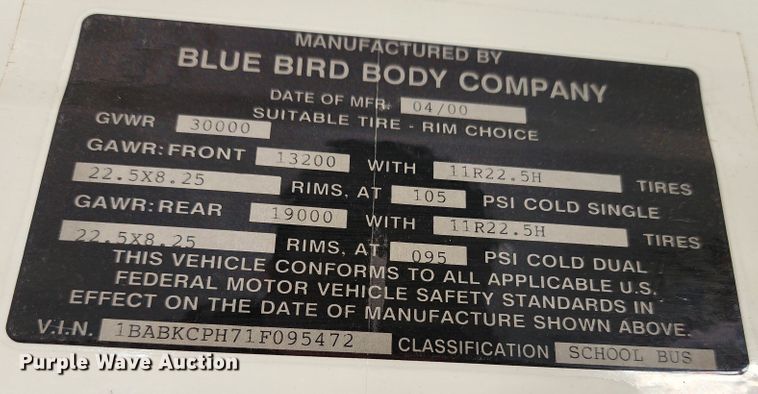 MANUFACTURED BY
BLUE BIRD BODY COMPANY
DATE OF MFR: 04/00
SUITABLE TIRE - RIM CHOICE
GVWR 30000
GAWR: FRONT 13200 WITH 11R22.5H TIRES
22.5X8.25 RIMS, AT 105 PSI COLD SINGLE
GAWR: REAR 19000 WITH 11R22.5H TIRES
22.5X8.25 RIMS, AT 095 PSI COLD DUAL
THIS VEHICLE CONFORMS TO ALL APPLICABLE U.S.
FEDERAL MOTOR VEHICLE SAFETY STANDARDS IN
EFFECT ON THE DATE OF MANUFACTURE SHOWN ABOVE.
V.I.N. 1BABKCPH71F095472 CLASSIFICATION SCHOOL BUS
Purple Wave Auction